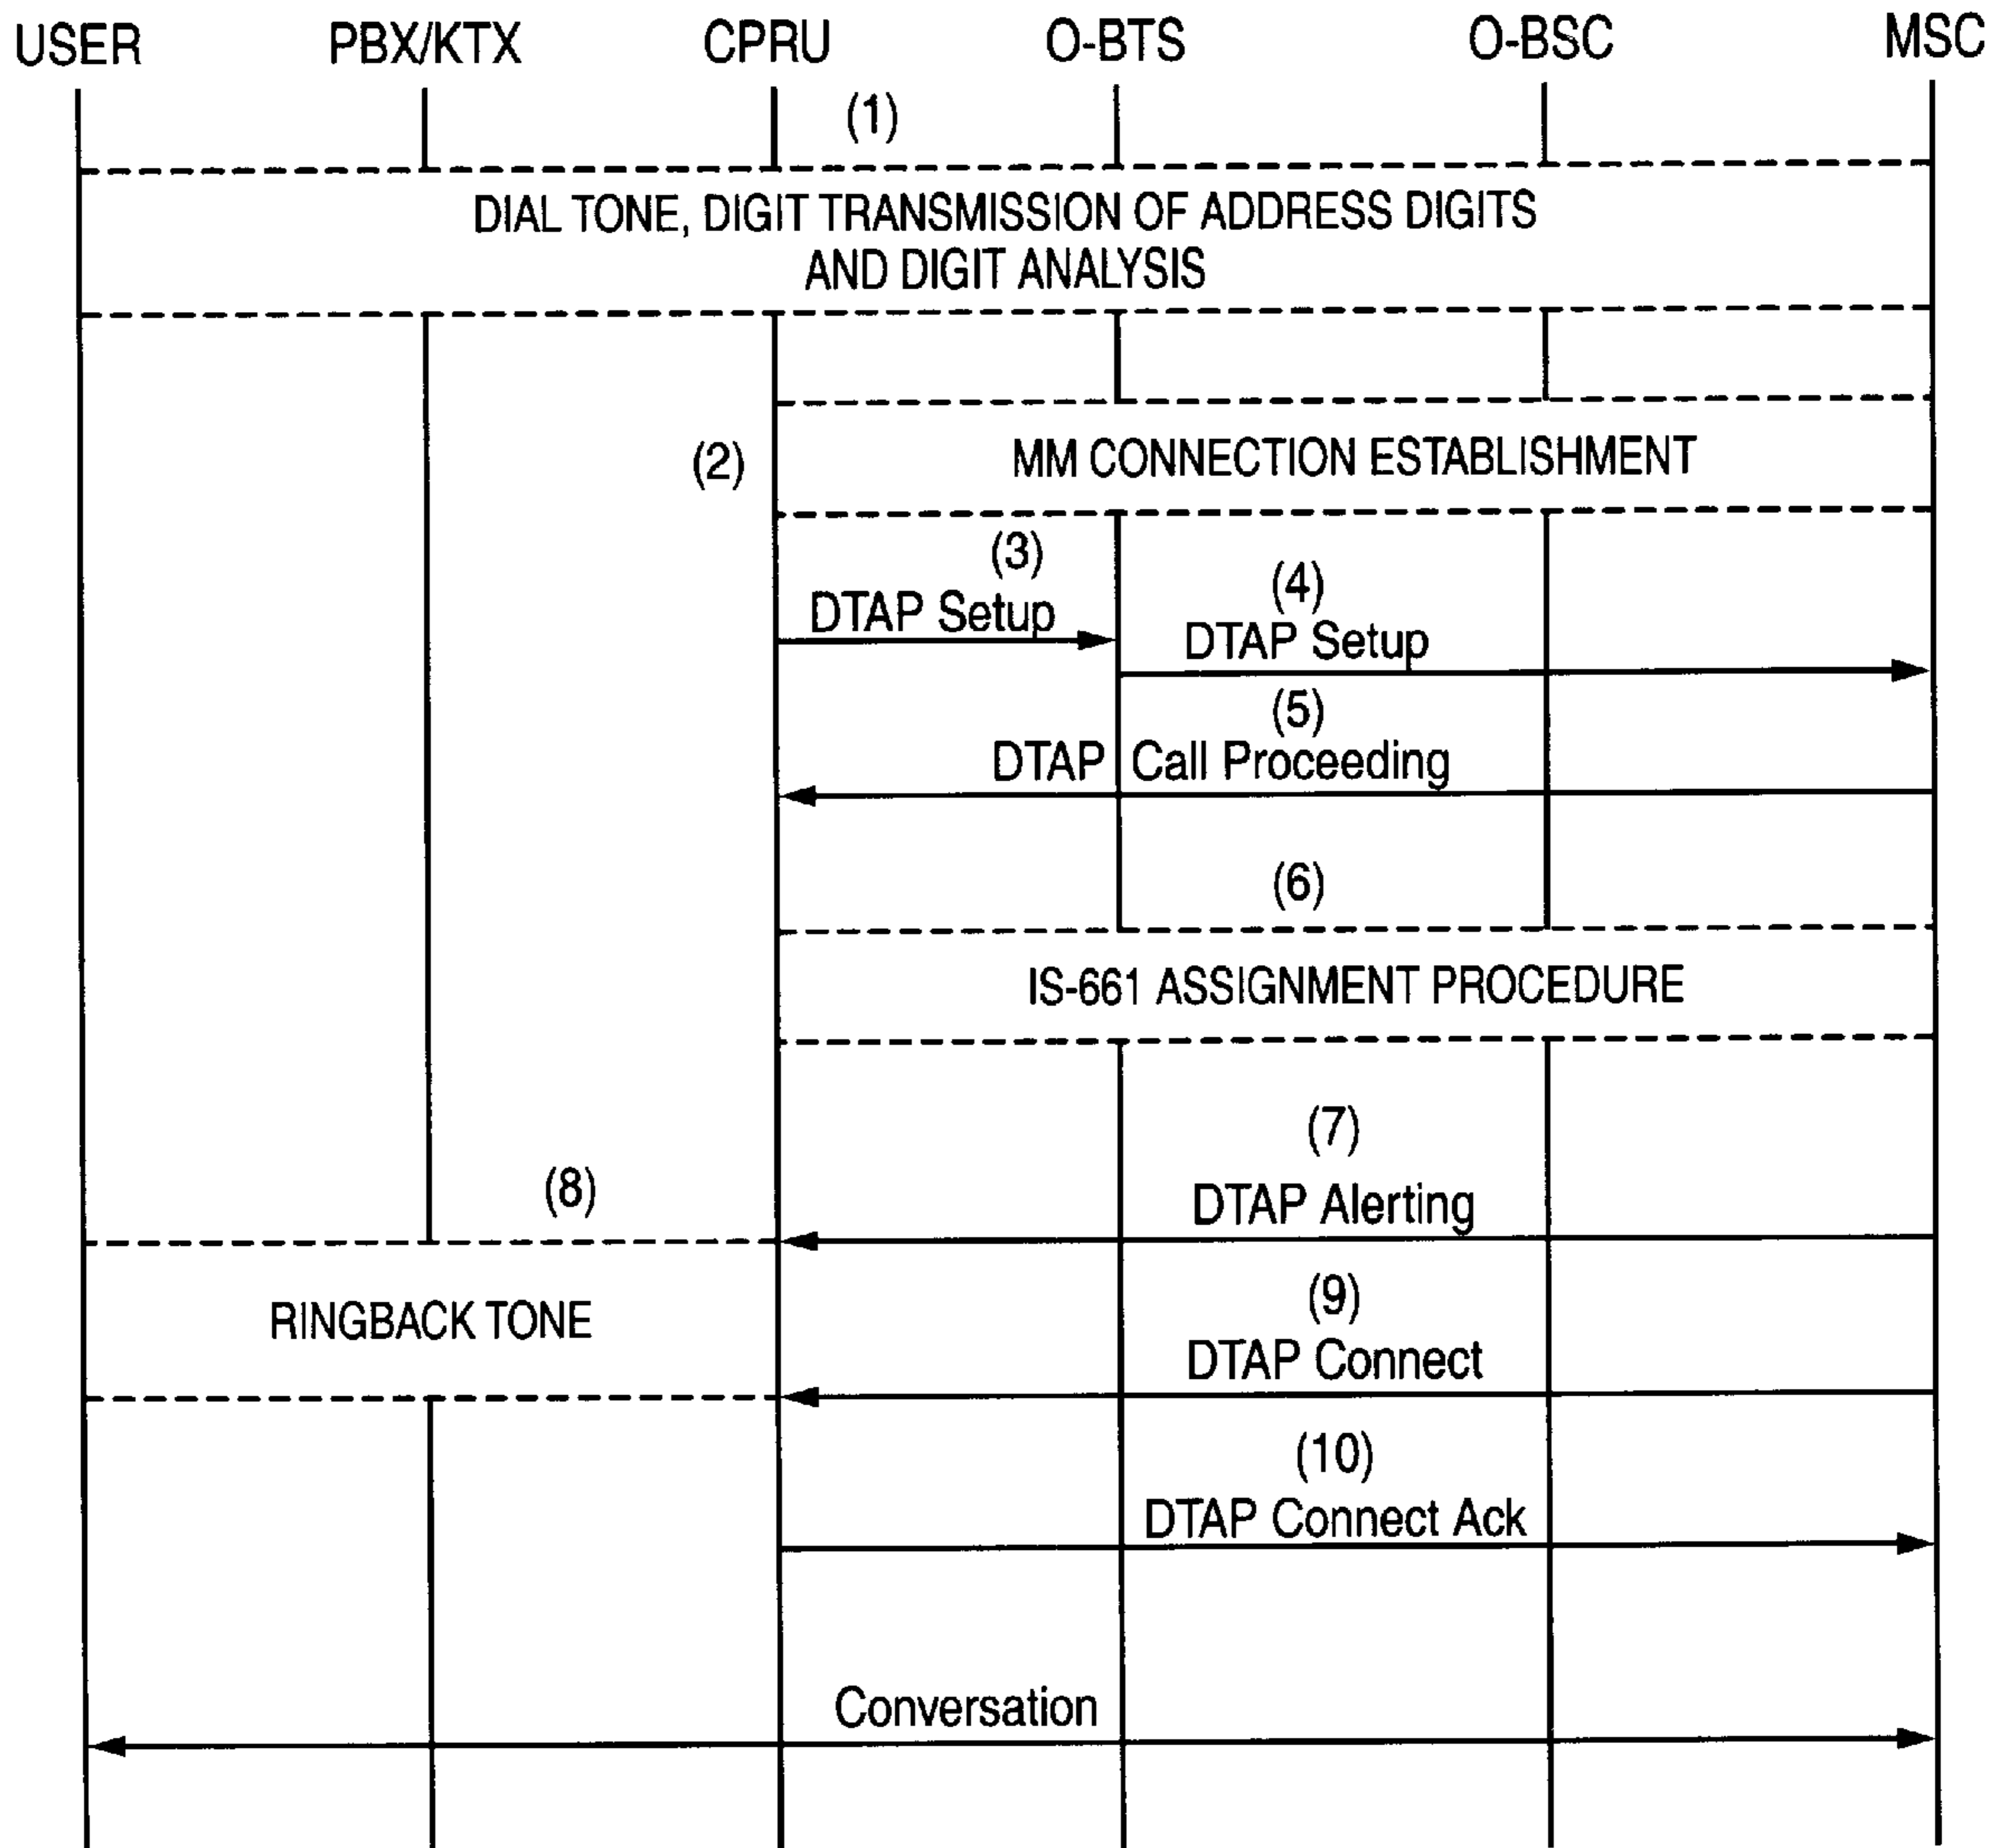 USER PBX/KTX CPRU O-BTS O-BSC MSC
(1)
DIAL TONE, DIGIT TRANSMISSION OF ADDRESS DIGITS
AND DIGIT ANALYSIS
(2) MM CONNECTION ESTABLISHMENT
(3)
DTAP Setup
(4)
DTAP Setup
(5)
DTAP Call Proceeding
(6)
IS-661 ASSIGNMENT PROCEDURE
(7)
DTAP Alerting
(8)
RINGBACK TONE
(9)
DTAP Connect
(10)
DTAP Connect Ack
Conversation